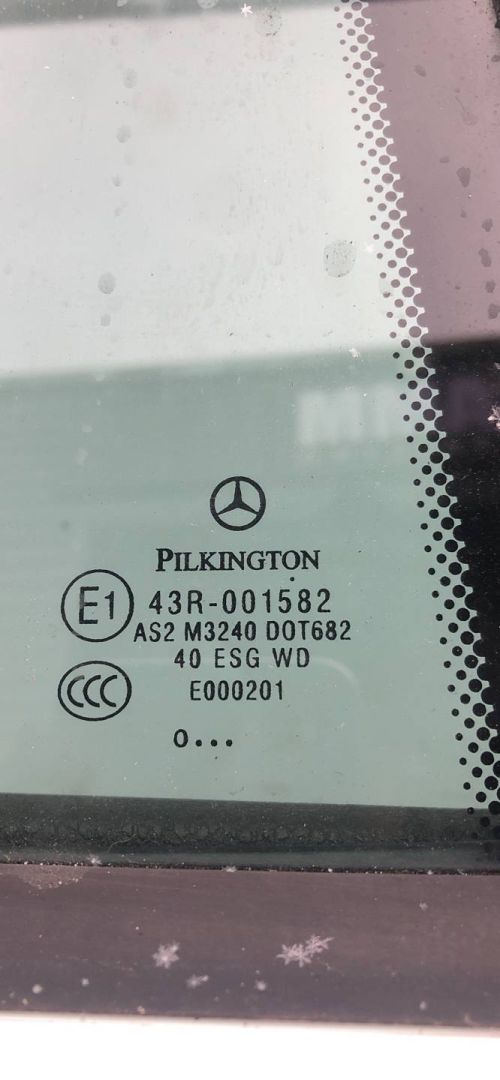 PILKINGTON
E1 43R-001582
AS2 M3240 DOT682
40 ESG WD
CCC E000201
o...